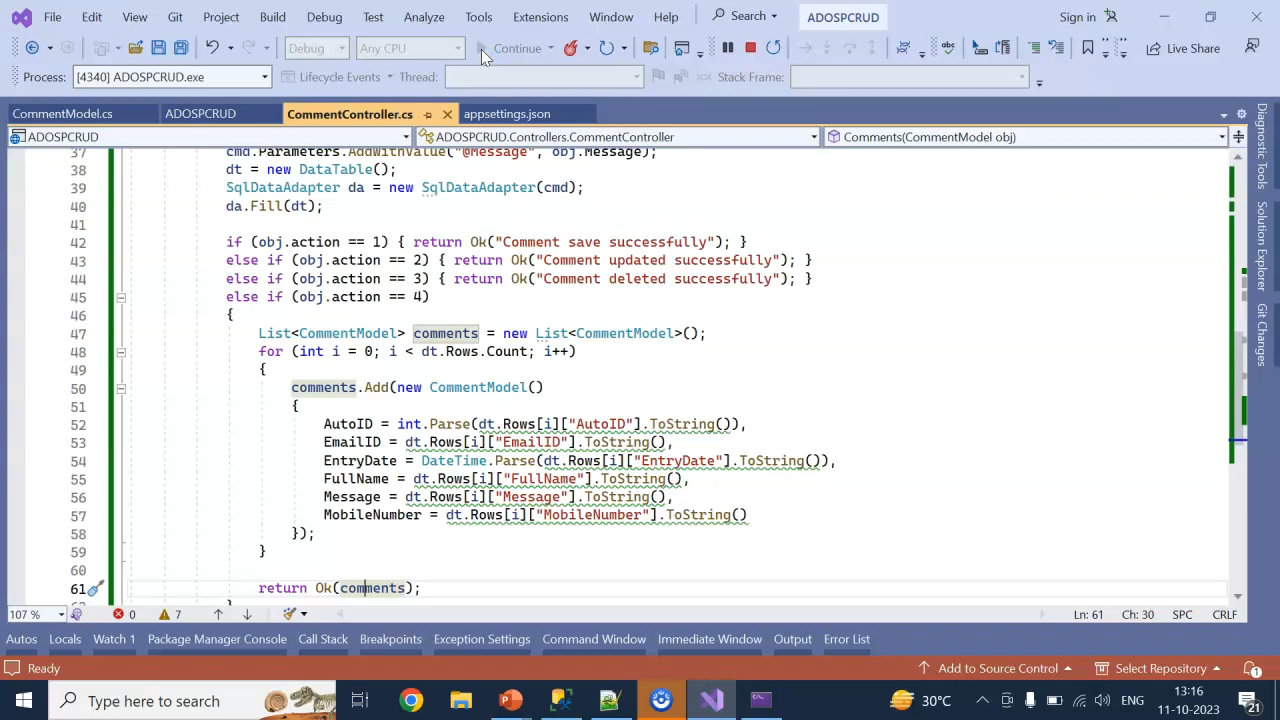 File Edit View Git Project Build Debug Test Analyze Tools Extensions Window Help Search ADOSPCRUD Sign in
Debug Any CPU Continue Live Share
Process: [4340] ADOSPCRUD.exe Lifecycle Events Thread: Stack Frame:
CommentModel.cs ADOSPCRUD CommentController.cs appsettings.json
ADOSPCRUD ADOSPCRUD.Controllers.CommentController Comments(CommentModel obj)
37 cmd.Parameters.AddWithValue("@Message", obj.Message);
38 dt = new DataTable();
39 SqlDataAdapter da = new SqlDataAdapter(cmd);
40 da.Fill(dt);
41
42 if (obj.action == 1) { return Ok("Comment save successfully"); }
43 else if (obj.action == 2) { return Ok("Comment updated successfully"); }
44 else if (obj.action == 3) { return Ok("Comment deleted successfully"); }
45 else if (obj.action == 4)
46 {
47 List<CommentModel> comments = new List<CommentModel>();
48 for (int i = 0; i < dt.Rows.Count; i++)
49 {
50 comments.Add(new CommentModel()
51 {
52 AutoID = int.Parse(dt.Rows[i]["AutoID"].ToString()),
53 EmailID = dt.Rows[i]["EmailID"].ToString(),
54 EntryDate = DateTime.Parse(dt.Rows[i]["EntryDate"].ToString()),
55 FullName = dt.Rows[i]["FullName"].ToString(),
56 Message = dt.Rows[i]["Message"].ToString(),
57 MobileNumber = dt.Rows[i]["MobileNumber"].ToString()
58 });
59 }
60
61 return Ok(comments);
Diagnostic Tools
Solution Explorer
Git Changes
107 % 0 7 Ln: 61 Ch: 30 SPC CRLF
Autos Locals Watch 1 Package Manager Console Call Stack Breakpoints Exception Settings Command Window Immediate Window Output Error List
Ready Add to Source Control Select Repository 1
Type here to search 30°C ENG 13:16
11-10-2023 21